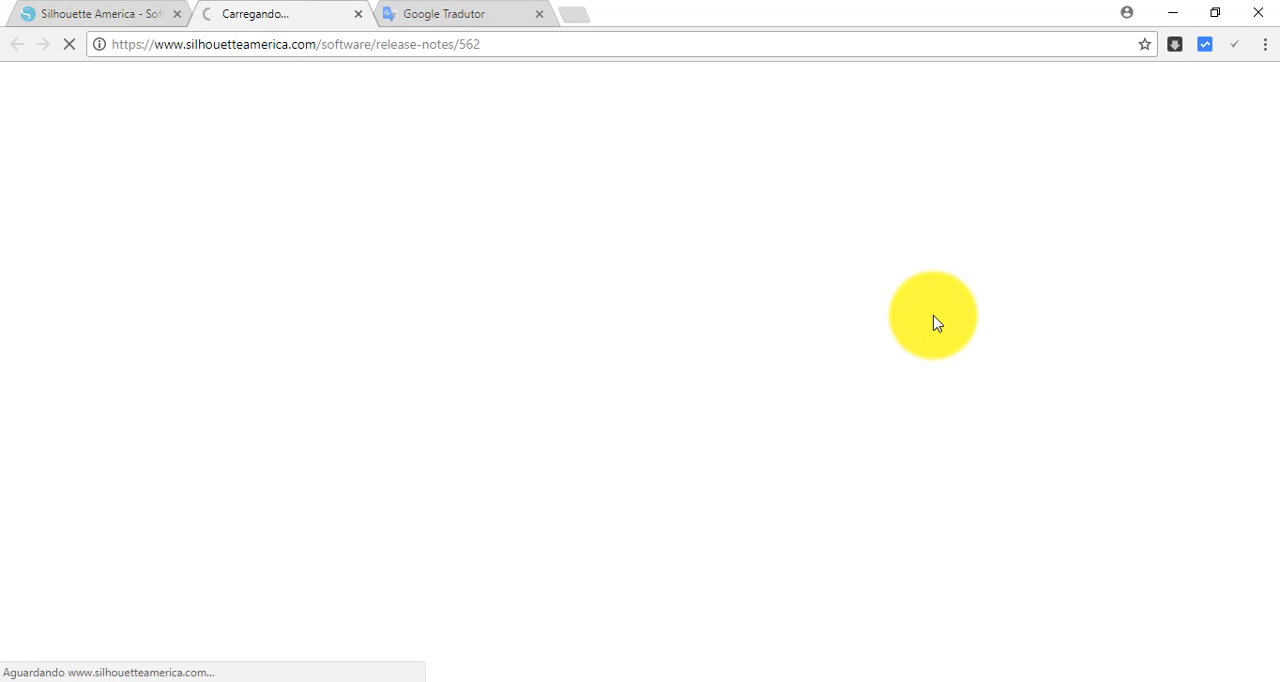 Silhouette America - Sof
Carregando...
Google Tradutor
https://www.silhouetteamerica.com/software/release-notes/562
Aguardando www.silhouetteamerica.com...